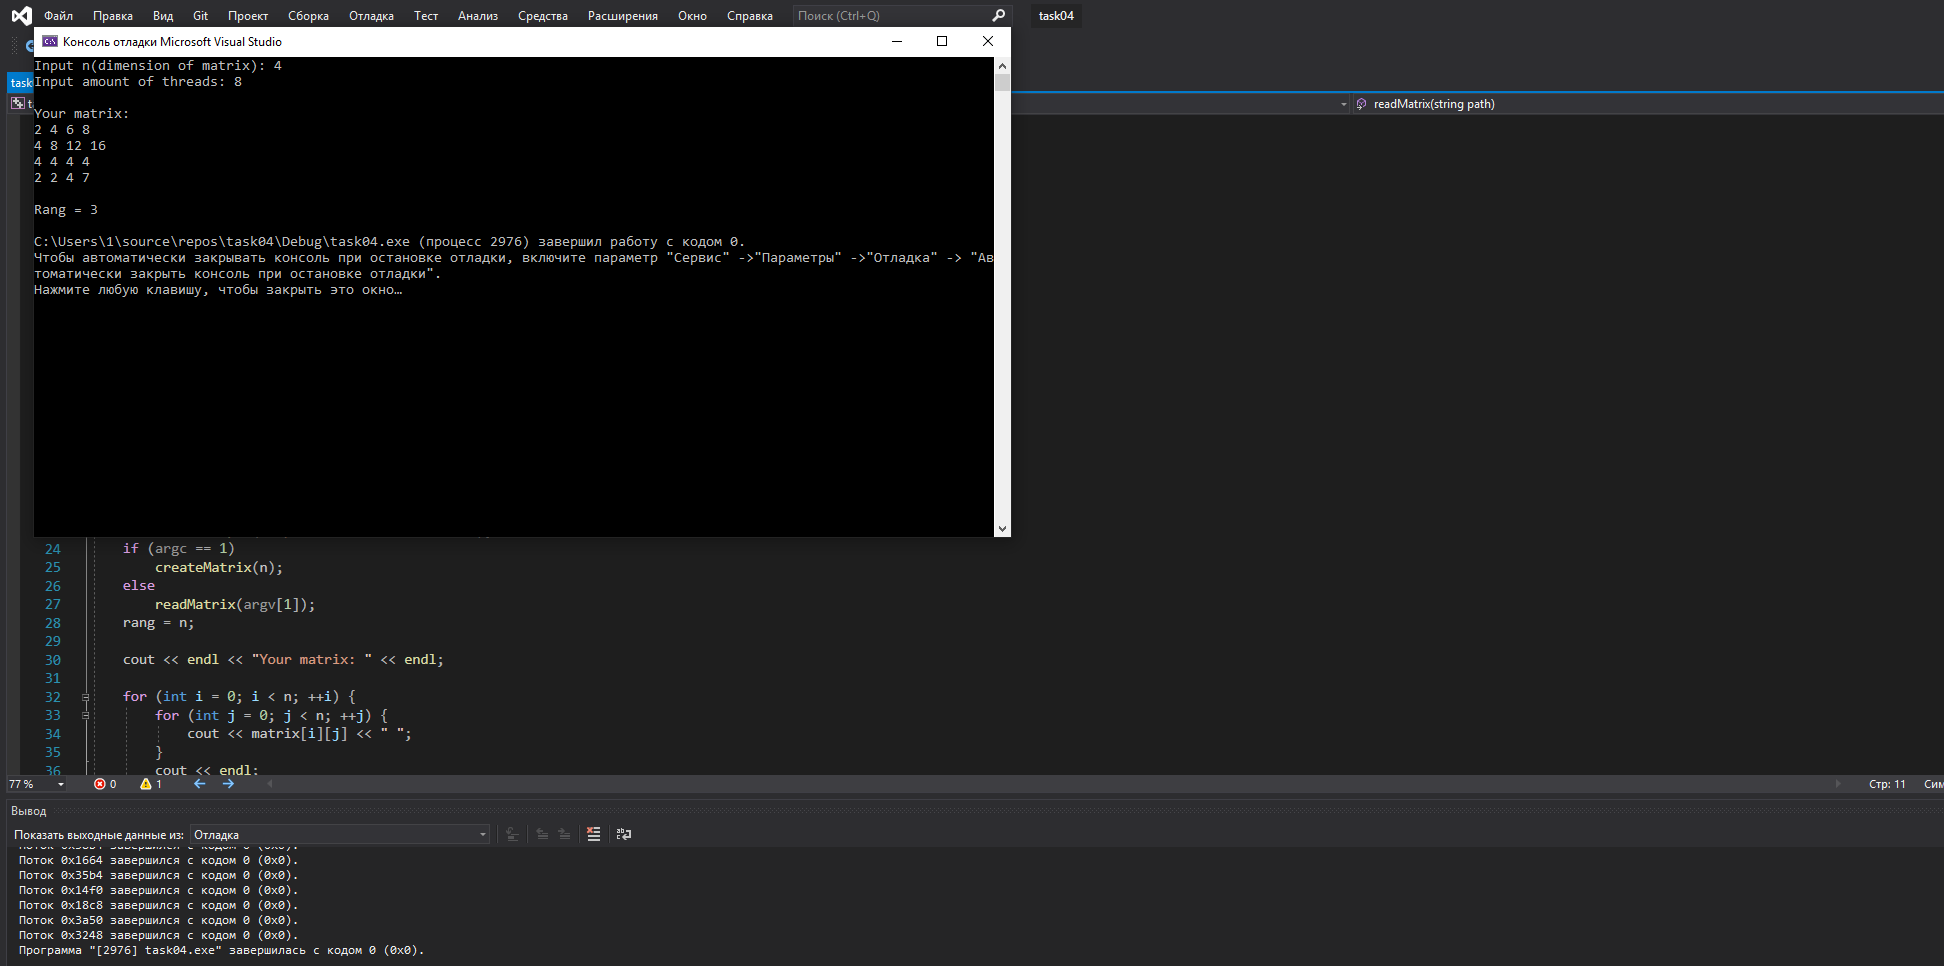 Файл Правка Вид Git Проект Сборка Отладка Тест Анализ Средства Расширения Окно Справка Поиск (Ctrl+Q) task04
Консоль отладки Microsoft Visual Studio
task
readMatrix(string path)
Input n(dimension of matrix): 4
Input amount of threads: 8
Your matrix:
2 4 6 8
4 8 12 16
4 4 4 4
2 2 4 7
Rang = 3
C:\Users\1\source\repos\task04\Debug\task04.exe (процесс 2976) завершил работу с кодом 0.
Чтобы автоматически закрывать консоль при остановке отладки, включите параметр "Сервис" ->"Параметры" ->"Отладка" -> "Ав
томатически закрыть консоль при остановке отладки".
Нажмите любую клавишу, чтобы закрыть это окно…
24 if (argc == 1)
25 createMatrix(n);
26 else
27 readMatrix(argv[1]);
28 rang = n;
29
30 cout << endl << "Your matrix: " << endl;
31
32 for (int i = 0; i < n; ++i) {
33 for (int j = 0; j < n; ++j) {
34 cout << matrix[i][j] << " ";
35 }
36 cout << endl;
77 % 0 1 Стр: 11 Сим
Вывод
Показать выходные данные из: Отладка
завершился с кодом 0 (0x0).
Поток 0x1664 завершился с кодом 0 (0x0).
Поток 0x35b4 завершился с кодом 0 (0x0).
Поток 0x14f0 завершился с кодом 0 (0x0).
Поток 0x18c8 завершился с кодом 0 (0x0).
Поток 0x3a50 завершился с кодом 0 (0x0).
Поток 0x3248 завершился с кодом 0 (0x0).
Программа "[2976] task04.exe" завершилась с кодом 0 (0x0).